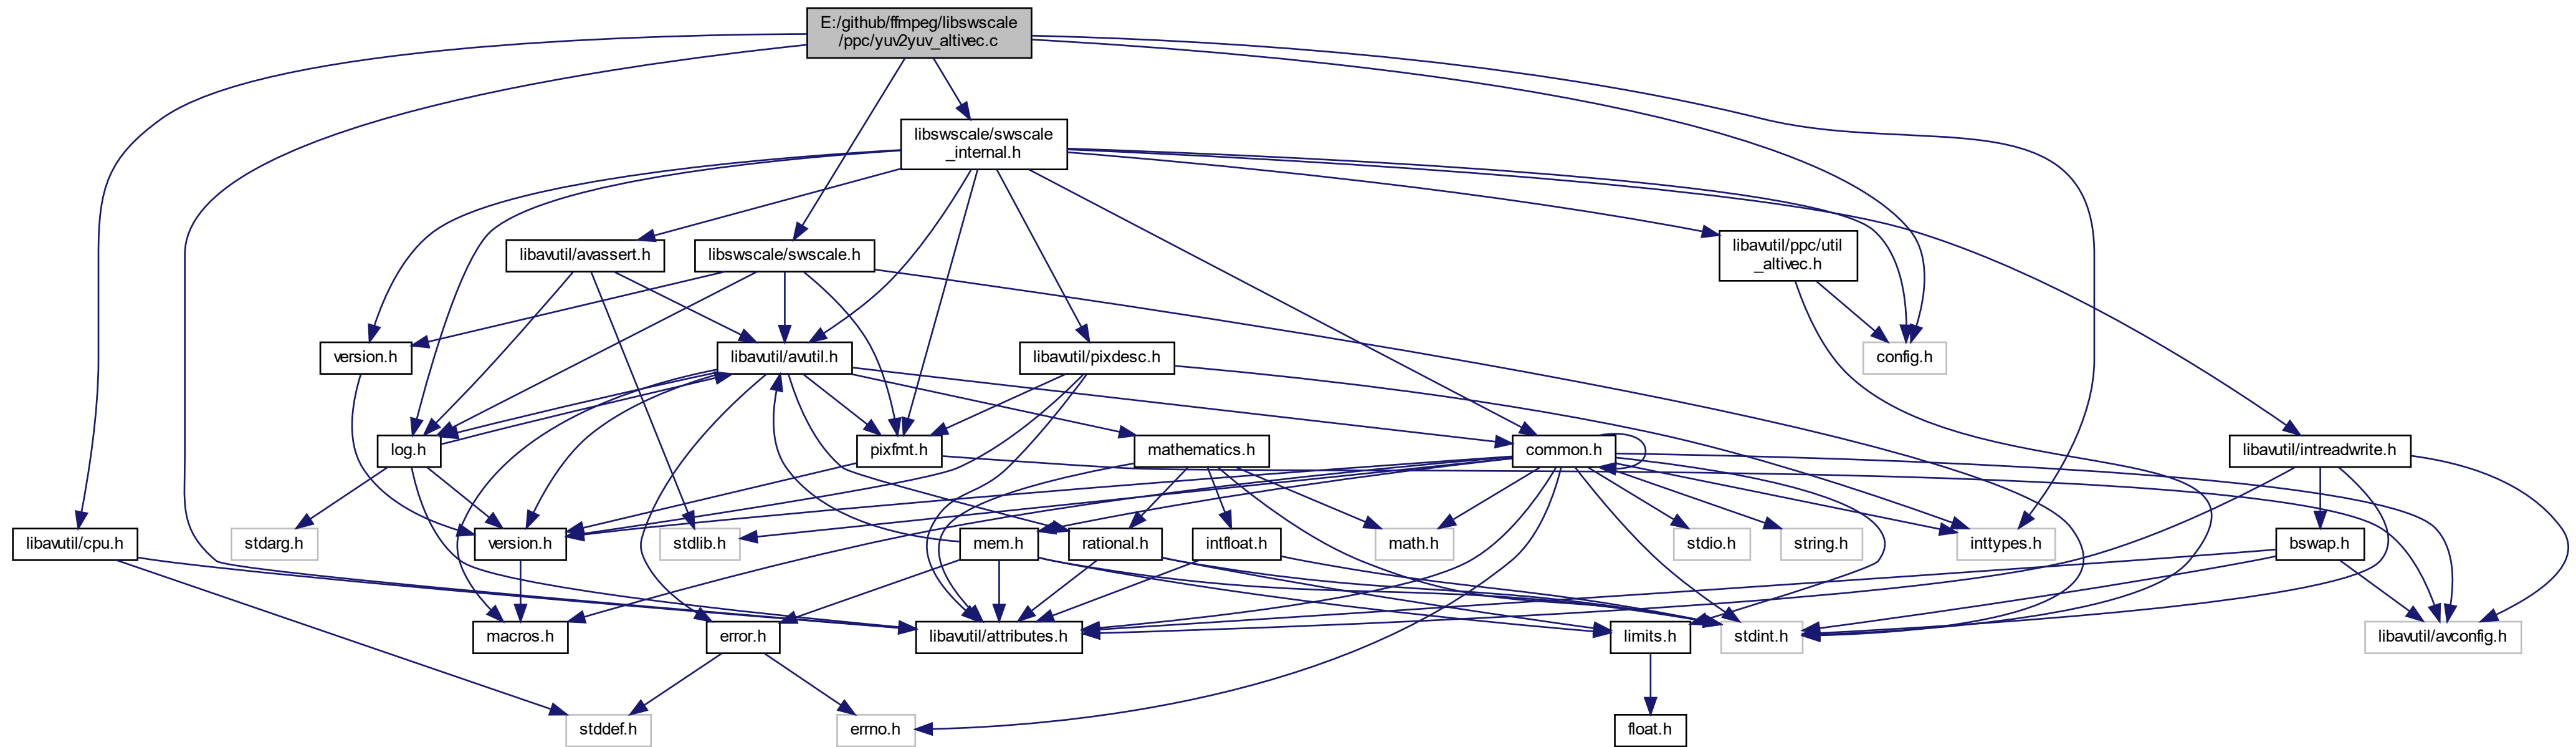 E:/github/ffmpeg/libswscale
/ppc/yuv2yuv_altivec.c
libswscale/swscale
_internal.h
libavutil/avassert.h
libswscale/swscale.h
libavutil/ppc/util
_altivec.h
version.h
libavutil/avutil.h
libavutil/pixdesc.h
config.h
log.h
pixfmt.h
mathematics.h
common.h
libavutil/intreadwrite.h
libavutil/cpu.h
stdarg.h
version.h
stdlib.h
mem.h
rational.h
intfloat.h
math.h
stdio.h
string.h
inttypes.h
bswap.h
macros.h
error.h
libavutil/attributes.h
limits.h
stdint.h
libavutil/avconfig.h
stddef.h
errno.h
float.h